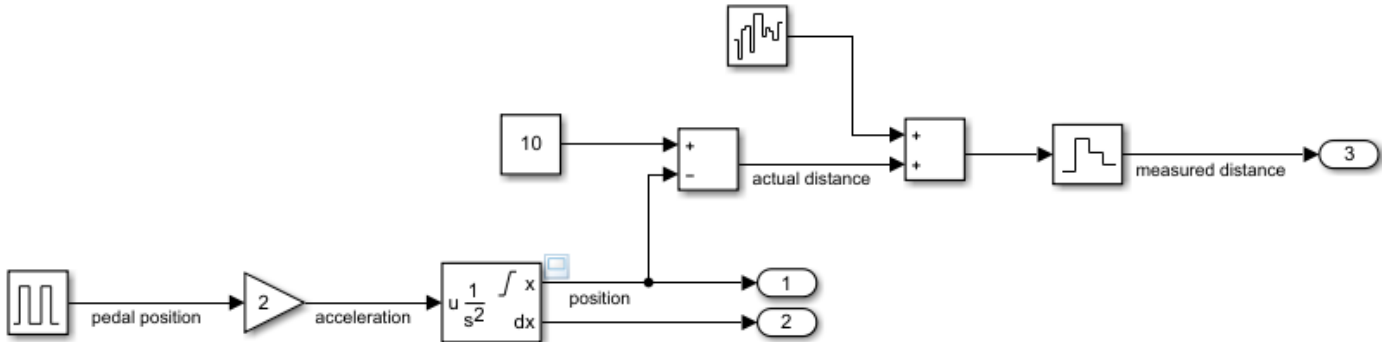 10
+
−
actual distance
+
+
measured distance
3
pedal position
2
acceleration
u 1
s2
x
dx
position
1
2